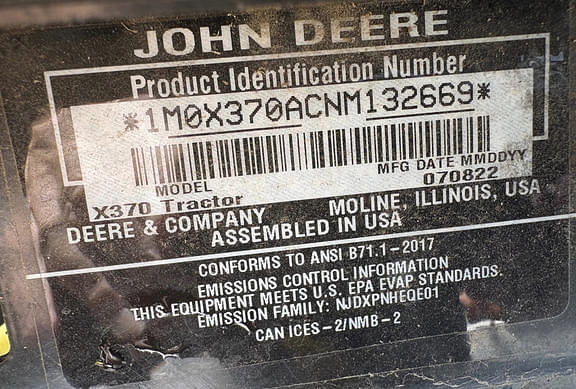 JOHN DEERE
Product Identification Number
*1M0X370ACNM132669*
MODEL MFG DATE MMDDYY
X370 Tractor 070822
DEERE & COMPANY MOLINE, ILLINOIS, USA
ASSEMBLED IN USA
CONFORMS TO ANSI B71.1-2017
EMISSIONS CONTROL INFORMATION
THIS EQUIPMENT MEETS U.S. EPA EVAP STANDARDS.
EMISSION FAMILY: NJDXPNHEQE01
CAN ICES-2/NMB-2